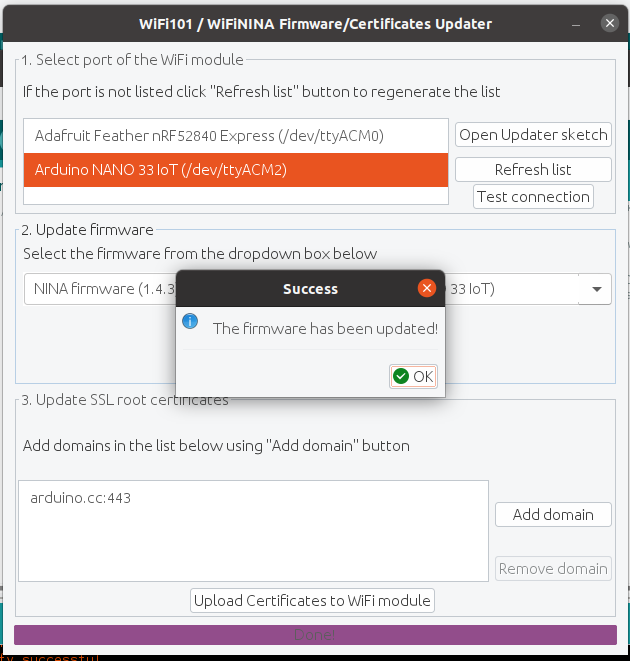 WiFi101 / WiFiNINA Firmware/Certificates Updater
1. Select port of the WiFi module
If the port is not listed click "Refresh list" button to regenerate the list
Adafruit Feather nRF52840 Express (/dev/ttyACM0)
Open Updater sketch
Arduino NANO 33 IoT (/dev/ttyACM2)
Refresh list
Test connection
2. Update firmware
Select the firmware from the dropdown box below
NINA firmware (1.4.3
33 IoT)
Success
The firmware has been updated!
OK
3. Update SSL root certificates
Add domains in the list below using "Add domain" button
arduino.cc:443
Add domain
Remove domain
Upload Certificates to WiFi module
Done!
ty successful